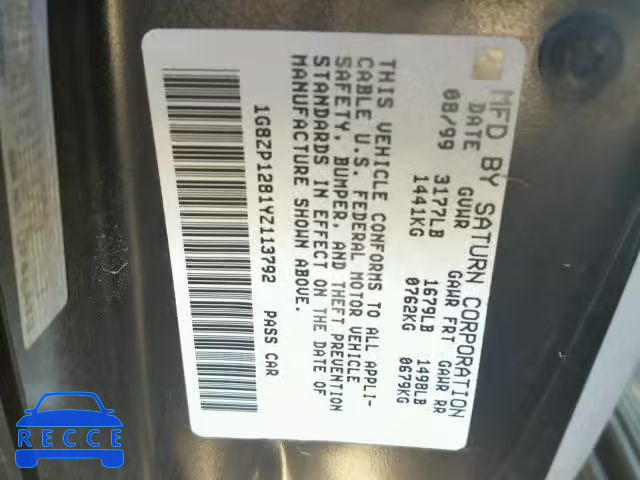 MFD BY SATURN CORPORATION
DATE GVWR GAWR FRT GAWR RR
08/99 3177LB 1679LB 1498LB
1441KG 0762KG 0679KG
THIS VEHICLE CONFORMS TO ALL APPLI-
CABLE U.S. FEDERAL MOTOR VEHICLE
SAFETY, BUMPER, AND THEFT PREVENTION
STANDARDS IN EFFECT ON THE DATE OF
MANUFACTURE SHOWN ABOVE.
1G8ZP1281YZ113792 PASS CAR
RECCE